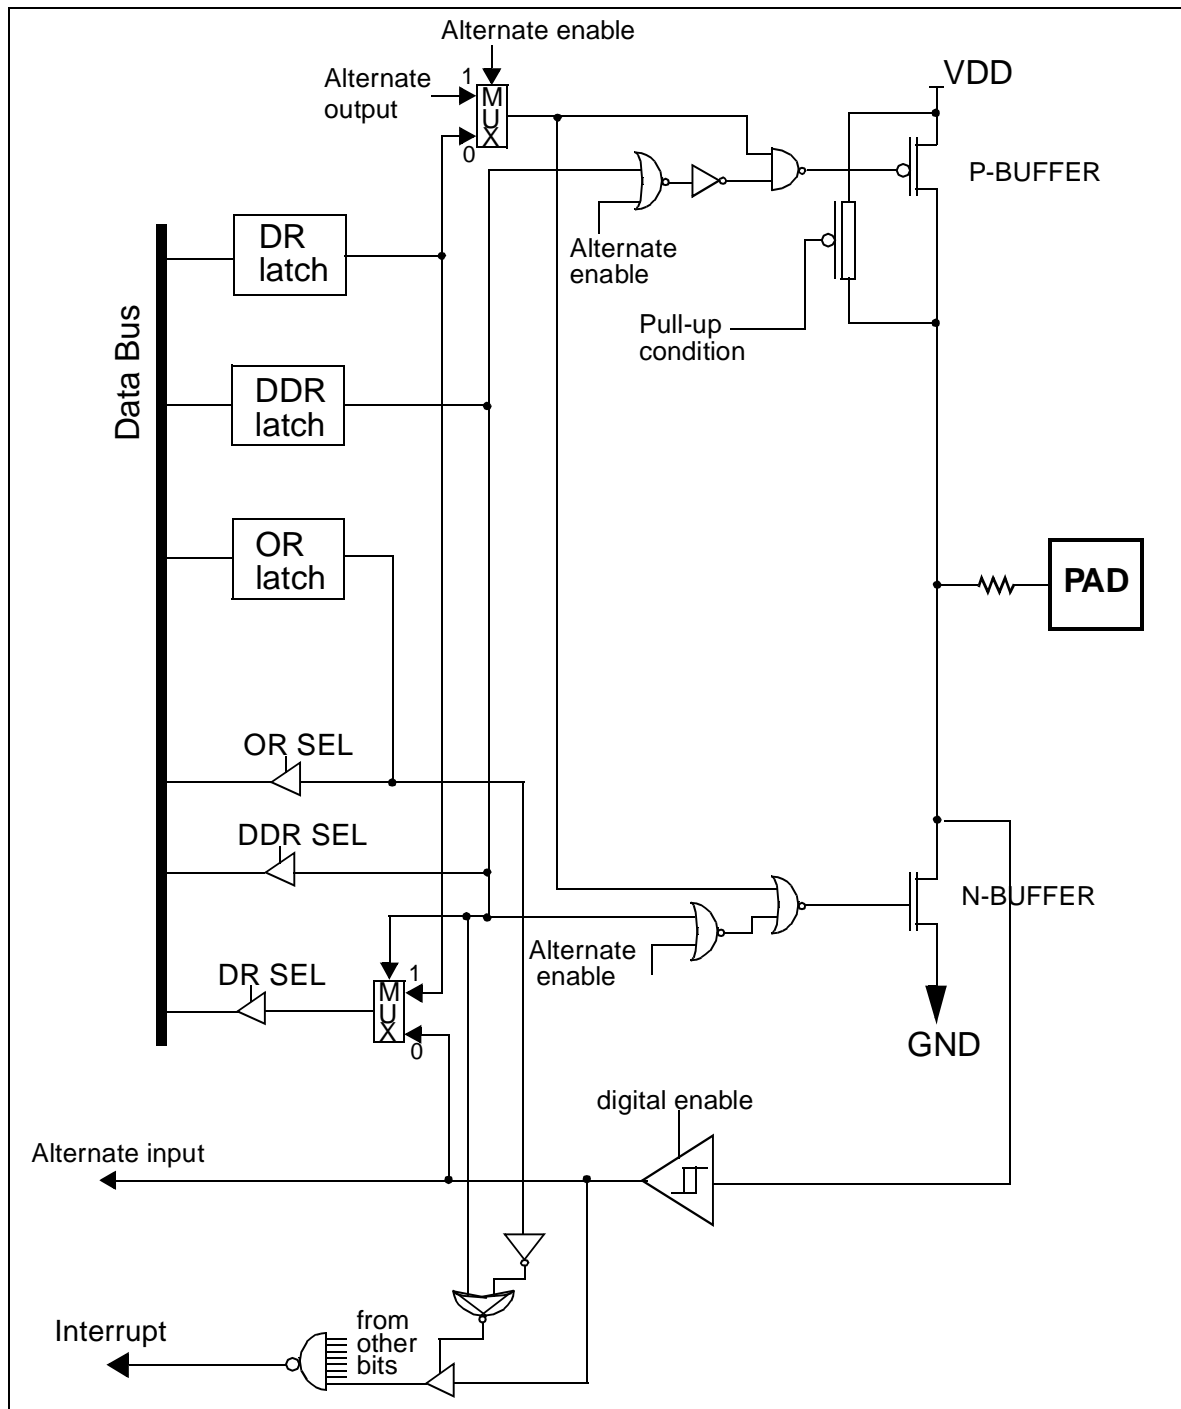 Alternate enable
Alternate
output
1
MUX
0
VDD
P-BUFFER
DR
latch
Alternate
enable
Pull-up
condition
Data Bus
DDR
latch
OR
latch
PAD
OR SEL
DDR SEL
N-BUFFER
Alternate
enable
DR SEL
1
MUX
0
GND
digital enable
Alternate input
Interrupt
from
other
bits